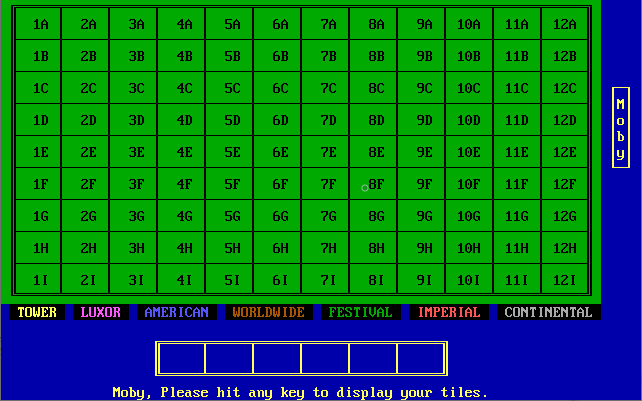 1A 2A 3A 4A 5A 6A 7A 8A 9A 10A 11A 12A
1B 2B 3B 4B 5B 6B 7B 8B 9B 10B 11B 12B
1C 2C 3C 4C 5C 6C 7C 8C 9C 10C 11C 12C
1D 2D 3D 4D 5D 6D 7D 8D 9D 10D 11D 12D
1E 2E 3E 4E 5E 6E 7E 8E 9E 10E 11E 12E
1F 2F 3F 4F 5F 6F 7F 8F 9F 10F 11F 12F
1G 2G 3G 4G 5G 6G 7G 8G 9G 10G 11G 12G
1H 2H 3H 4H 5H 6H 7H 8H 9H 10H 11H 12H
1I 2I 3I 4I 5I 6I 7I 8I 9I 10I 11I 12I
Moby
TOWER LUXOR AMERICAN WORLDWIDE FESTIVAL IMPERIAL CONTINENTAL
Moby, Please hit any key to display your tiles.